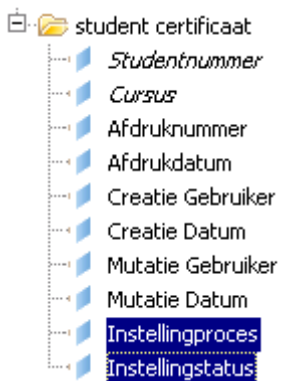 student certificaat
Studentnummer
Cursus
Afdruknummer
Afdrukdatum
Creatie Gebruiker
Creatie Datum
Mutatie Gebruiker
Mutatie Datum
Instellingproces
Instellingstatus